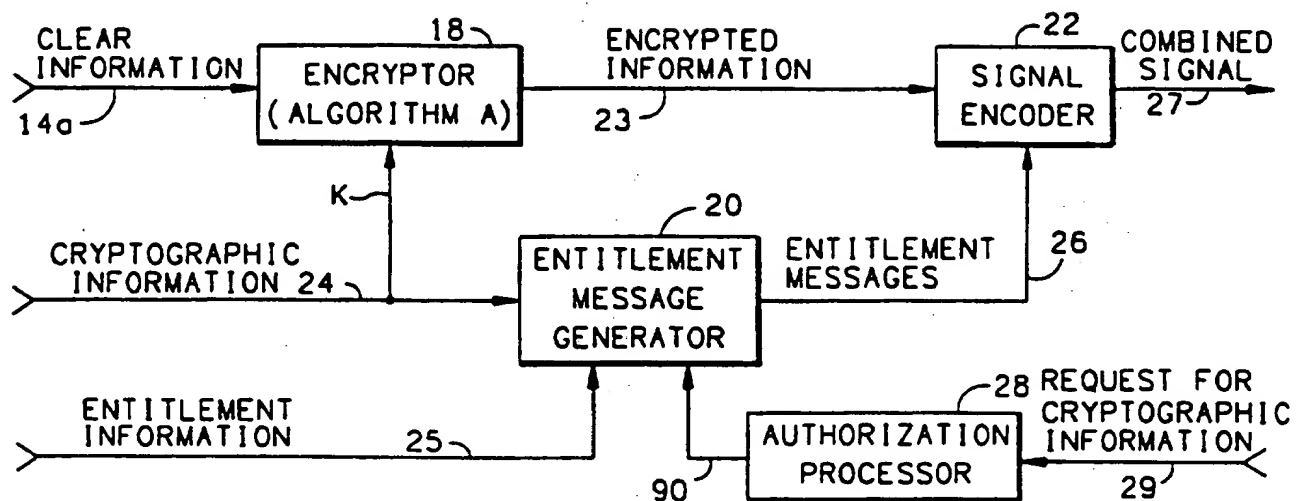 CLEAR
INFORMATION
14a
18
ENCRYPTOR
(ALGORITHM A)
ENCRYPTED
INFORMATION
23
22
SIGNAL
ENCODER
COMBINED
SIGNAL
27
K
CRYPTOGRAPHIC
INFORMATION 24
20
ENTITLEMENT
MESSAGE
GENERATOR
ENTITLEMENT
MESSAGES
26
ENTITLEMENT
INFORMATION
25
90
28
AUTHORIZATION
PROCESSOR
REQUEST FOR
CRYPTOGRAPHIC
INFORMATION
29